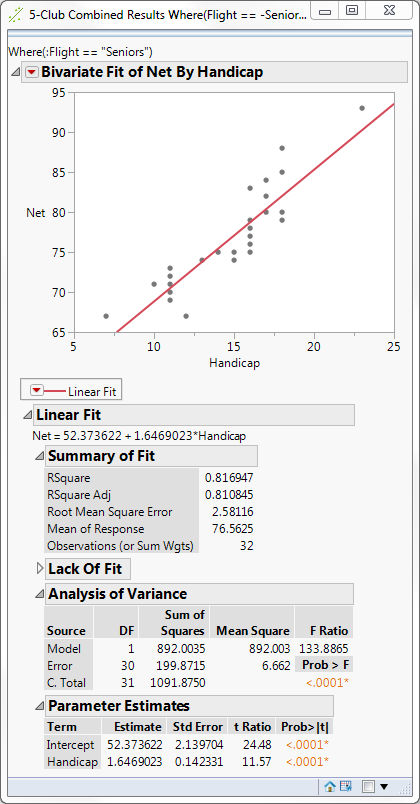 5-Club Combined Results Where(Flight == -Senior...
Where(:Flight == "Seniors")
Bivariate Fit of Net By Handicap
95
90
85
Net 80
75
70
65
5 10 15 20 25
Handicap
Linear Fit
Linear Fit
Net = 52.373622 + 1.6469023*Handicap
Summary of Fit
RSquare 0.816947
RSquare Adj 0.810845
Root Mean Square Error 2.58116
Mean of Response 76.5625
Observations (or Sum Wgts) 32
Lack Of Fit
Analysis of Variance
Sum of
Source DF Squares Mean Square F Ratio
Model 1 892.0035 892.003 133.8865
Error 30 199.8715 6.662 Prob > F
C. Total 31 1091.8750 <.0001*
Parameter Estimates
Term Estimate Std Error t Ratio Prob>|t|
Intercept 52.373622 2.139704 24.48 <.0001*
Handicap 1.6469023 0.142331 11.57 <.0001*